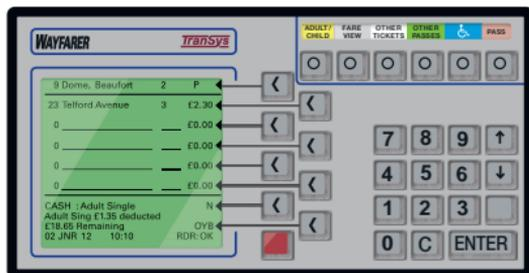 WAYFARER TranSys
ADULT/ CHILD FARE VIEW OTHER TICKETS OTHER PASSES PASS
9 Dome, Beaufort 2 P
23 Telford Avenue 3 £2.30
0 £0.00
0 £0.00
0 £0.00
0 £0.00
CASH : Adult Single N
Adult Sing £1.35 deducted
£18.65 Remaining OYB
02 JNR 12 10:10 RDR: OK
7 8 9 ↑
4 5 6 ↓
1 2 3
0 C ENTER